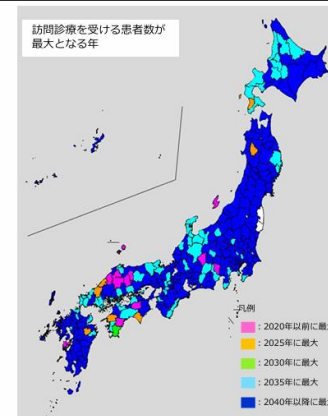 訪問診療を受ける患者数が
最大となる年
凡例
：2020年以前に最
：2025年に最大
：2030年に最大
：2035年に最大
：2040年以降に最